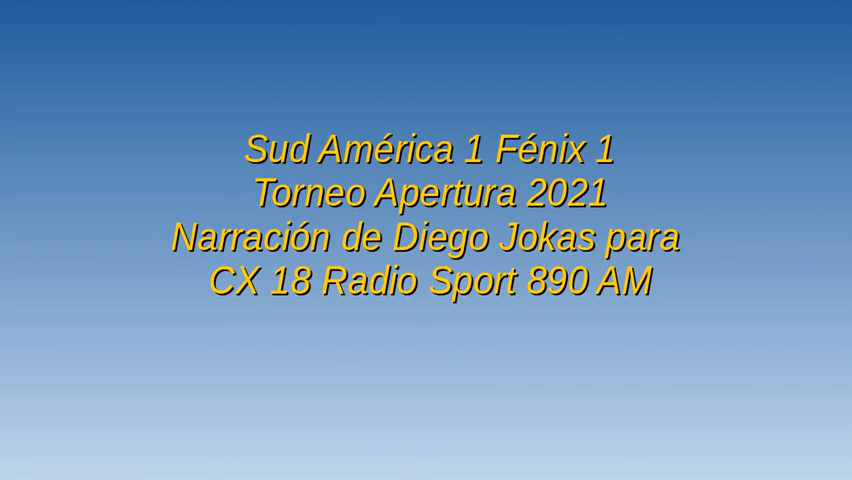 Sud América 1 Fénix 1
Torneo Apertura 2021
Narración de Diego Jokas para
CX 18 Radio Sport 890 AM